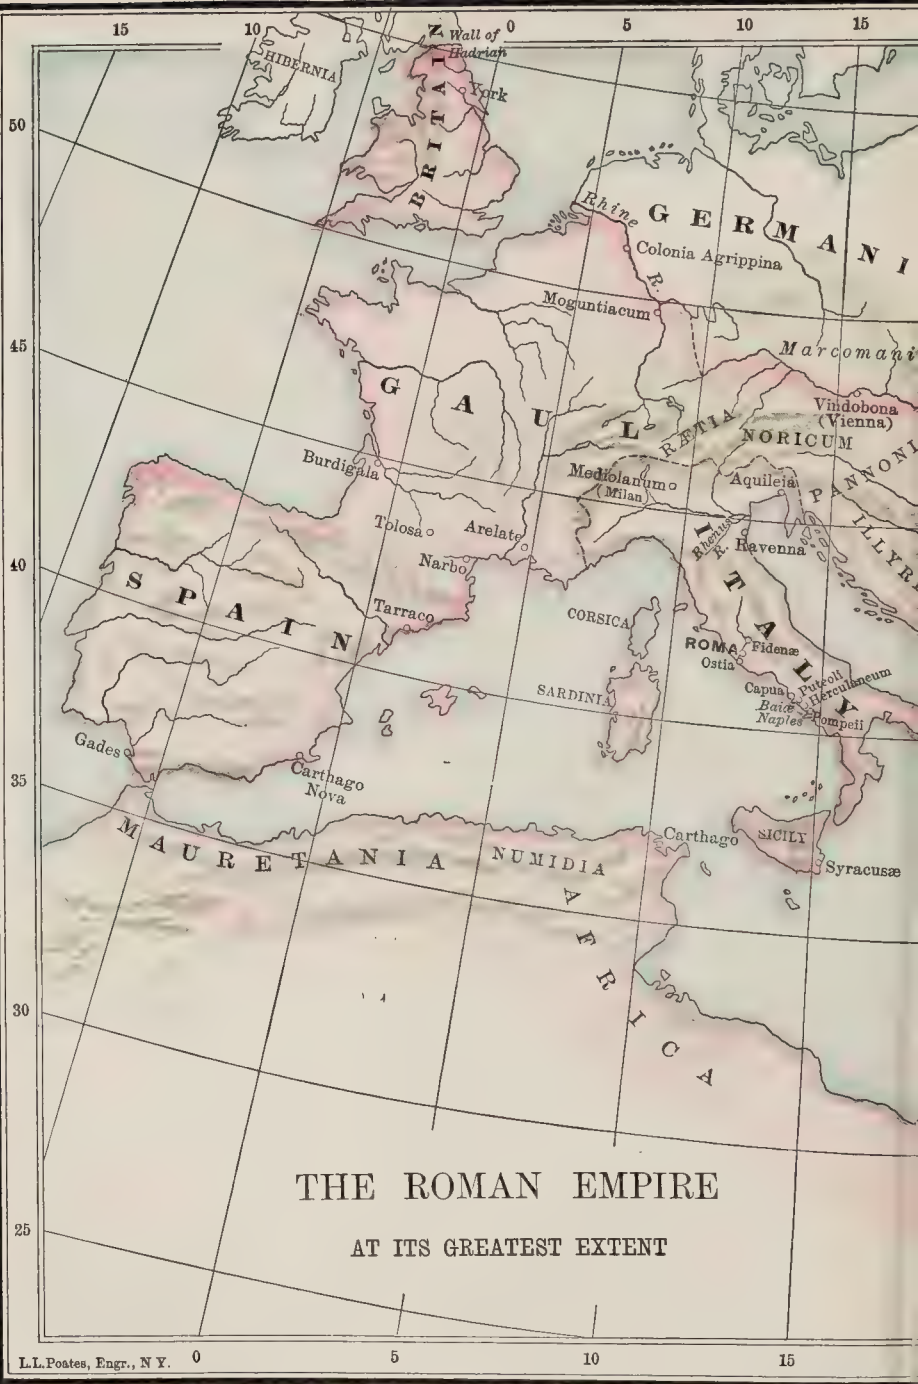 15 10 5 0 5 10 15
50
45
40
35
30
25
HIBERNIA
Wall of
Hadrian
BRITAIN
York
Rhine
R.
GERMANI
Colonia Agrippina
Moguntiacum
Marcomani
GAUL
Vindobona
(Vienna)
RÆTIA
NORICUM
PANNONI
ILLYR
Burdigala
Mediolanum
(Milan)
Aquileia
Tolosa
Arelate
Narbo
Rhenus
R.
Ravenna
SPAIN
Tarraco
ITALY
CORSICA
ROMA
Fidenæ
Ostia
SARDINIA
Capua
Puteoli
Herculaneum
Baiæ
Naples
Pompeii
Gades
Carthago
Nova
MAURETANIA
NUMIDIA
Carthago
SICILY
Syracusæ
AFRICA
THE ROMAN EMPIRE
AT ITS GREATEST EXTENT
L.L.Poates, Engr., N Y.
0 5 10 15